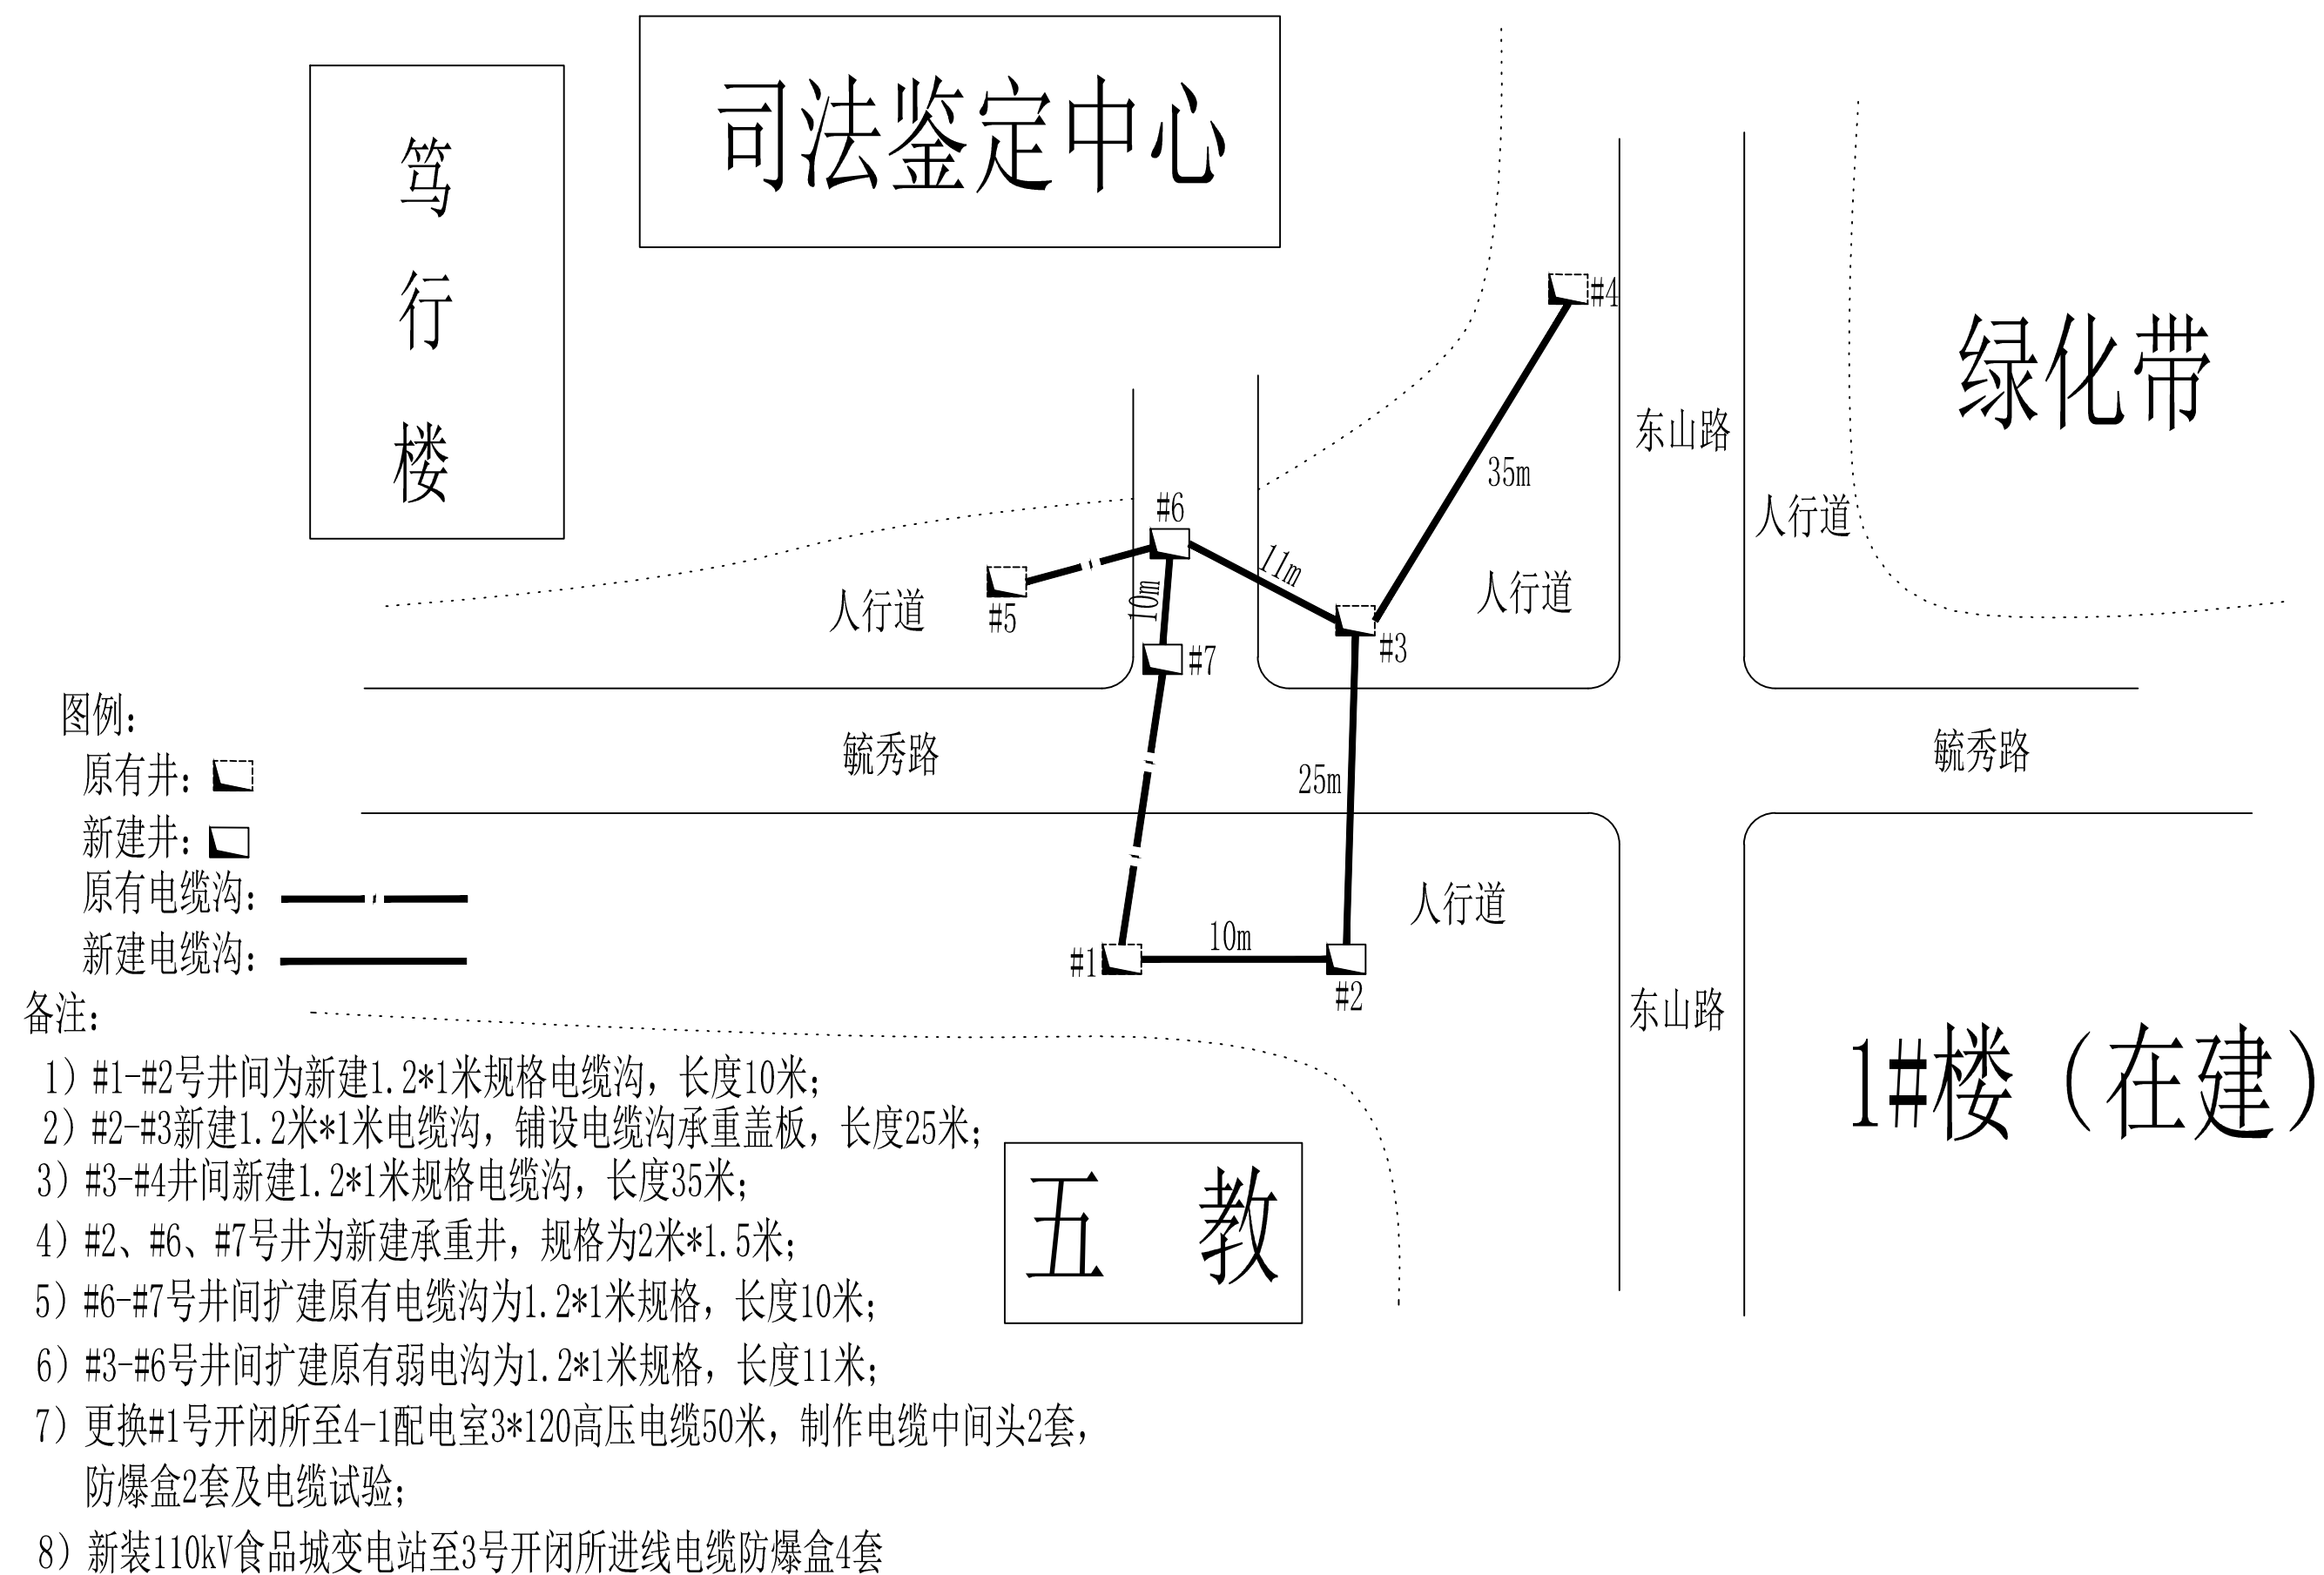 司法鉴定中心
笃
行
楼
#4
绿化带
东山路
35m
人行道
#6
11m
10m
人行道
人行道
#5
#3
#7
图例：
毓秀路
毓秀路
原有井：
25m
新建井：
原有电缆沟：
人行道
新建电缆沟：
10m
#1
#2
东山路
备注：
1#楼（在建）
1）#1-#2号井间为新建1.2*1米规格电缆沟，长度10米；
2）#2-#3新建1.2米*1米电缆沟，铺设电缆沟承重盖板，长度25米；
3）#3-#4井间新建1.2*1米规格电缆沟，长度35米；
五 教
4）#2、#6、#7号井为新建承重井，规格为2米*1.5米；
5）#6-#7号井间扩建原有电缆沟为1.2*1米规格，长度10米；
6）#3-#6号井间扩建原有弱电沟为1.2*1米规格，长度11米；
7）更换#1号开闭所至4-1配电室3*120高压电缆50米，制作电缆中间头2套，
防爆盒2套及电缆试验；
8）新装110kV食品城变电站至3号开闭所进线电缆防爆盒4套